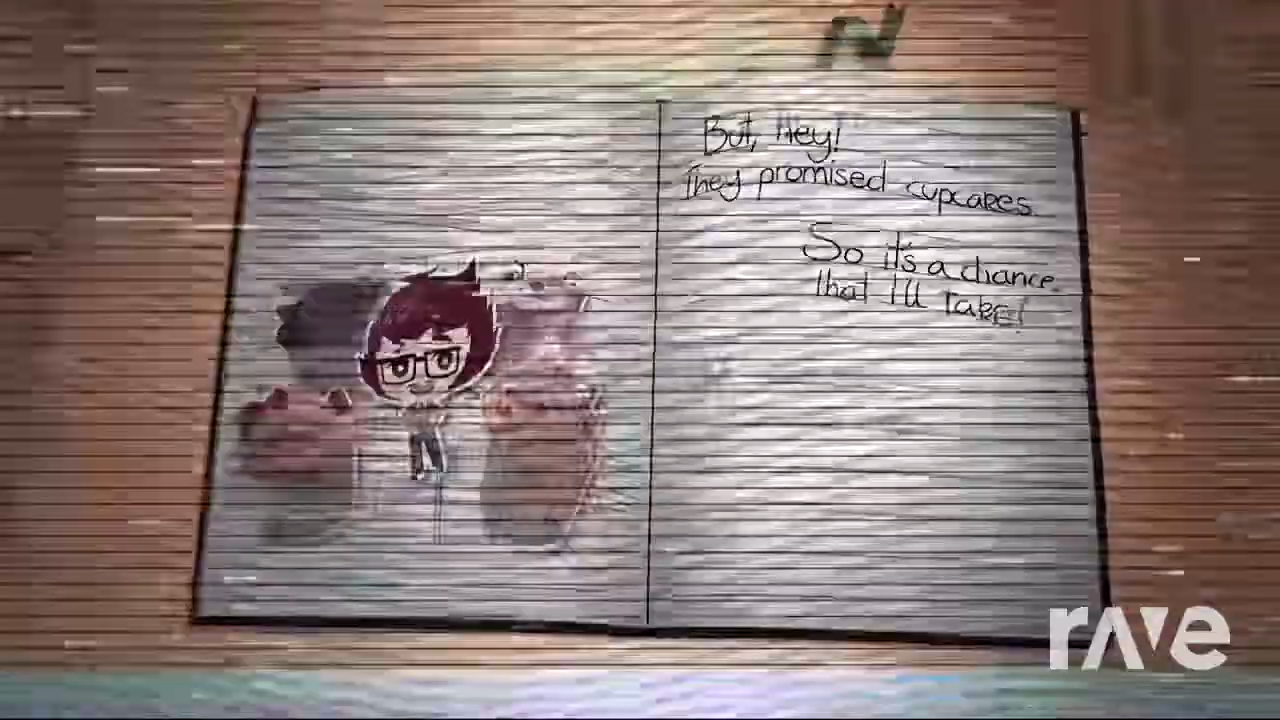 But, Hey!
They promised cupcakes
So it's a chance
That I'll Take!
rave